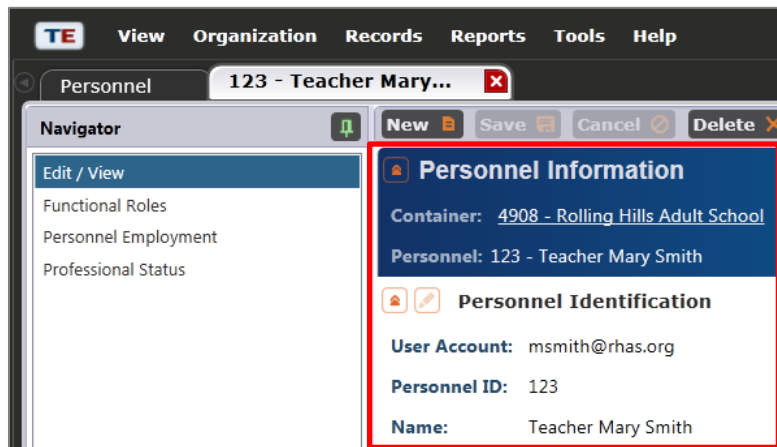 TE View Organization Records Reports Tools Help
Personnel 123 - Teacher Mary...
Navigator New Save Cancel Delete
Edit / View
Functional Roles
Personnel Employment
Professional Status
Personnel Information
Container: 4908 - Rolling Hills Adult School
Personnel: 123 - Teacher Mary Smith
Personnel Identification
User Account: msmith@rhas.org
Personnel ID: 123
Name: Teacher Mary Smith